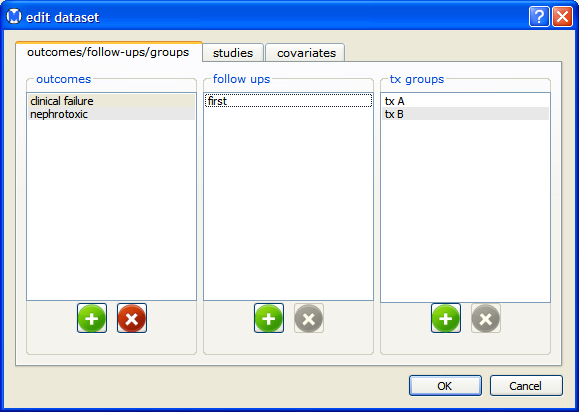 edit dataset
outcomes/follow-ups/groups studies covariates
outcomes follow ups tx groups
clinical failure first tx A
nephrotoxic tx B
OK Cancel